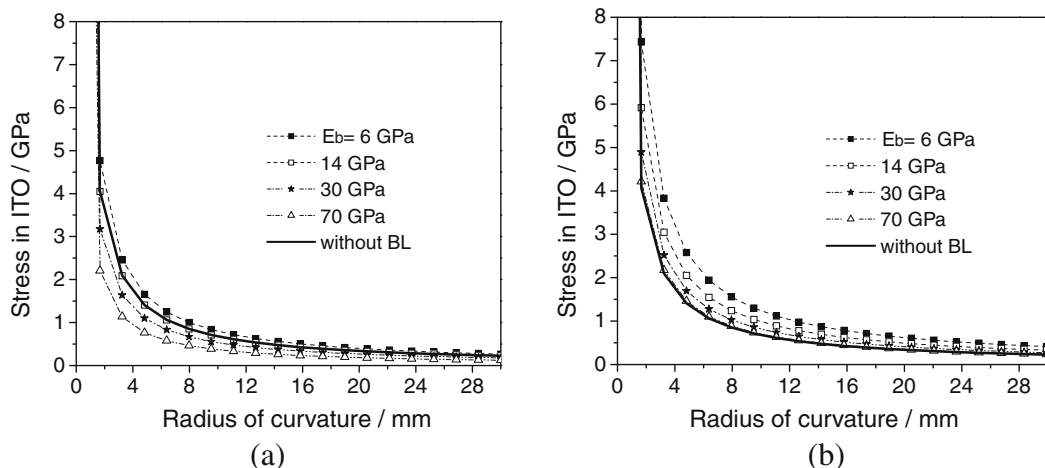 8
7
6
5
4
3
2
1
0
Stress in ITO / GPa
Eb= 6 GPa
14 GPa
30 GPa
70 GPa
without BL
0 4 8 12 16 20 24 28
Radius of curvature / mm
(a)
8
7
6
5
4
3
2
1
0
Stress in ITO / GPa
Eb= 6 GPa
14 GPa
30 GPa
70 GPa
without BL
0 4 8 12 16 20 24 28
Radius of curvature / mm
(b)